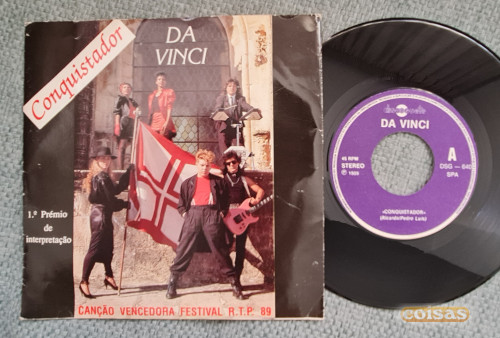 Conquistador
DA
VINCI
1.º Prémio
de
interpretação
CANÇÃO VENCEDORA FESTIVAL R.T.P. 89
DA VINCI
45 RPM
STEREO
A
DSG — 640
SPA
«CONQUISTADOR»
(Ricardo/Pedro Luís)
coisas